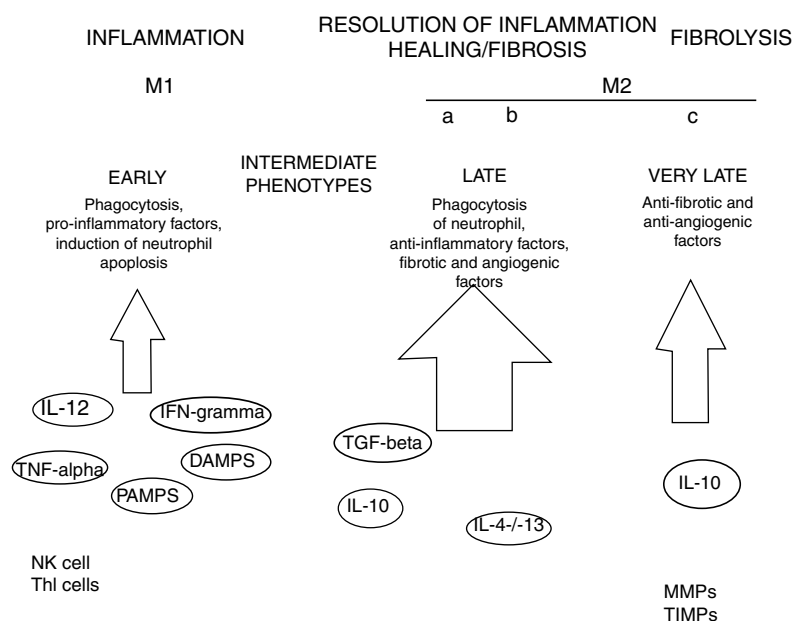 INFLAMMATION
RESOLUTION OF INFLAMMATION
HEALING/FIBROSIS
FIBROLYSIS
M1
M2
a
b
c
INTERMEDIATE
PHENOTYPES
EARLY
Phagocytosis,
pro-inflammatory factors,
induction of neutrophil
apoplosis
LATE
Phagocytosis
of neutrophil,
anti-inflammatory factors,
fibrotic and angiogenic
factors
VERY LATE
Anti-fibrotic and
anti-angiogenic
factors
IL-12
IFN-gramma
TNF-alpha
DAMPS
PAMPS
TGF-beta
IL-10
IL-4-/-13
IL-10
NK cell
Thl cells
MMPs
TIMPs